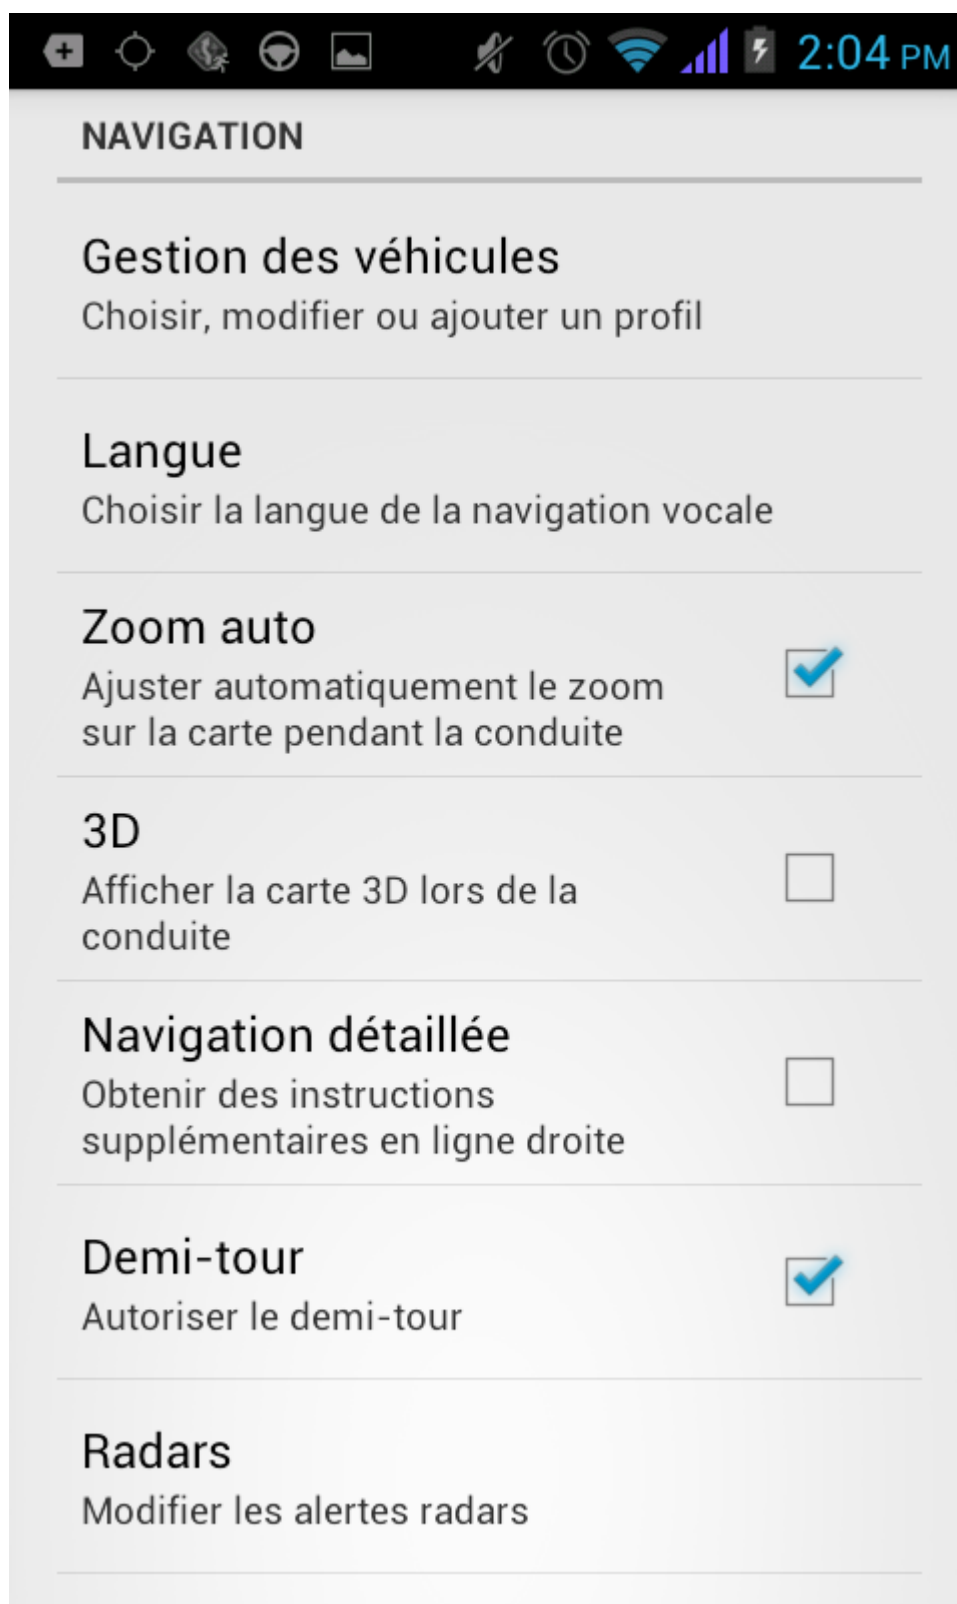 2:04 PM
NAVIGATION
Gestion des véhicules
Choisir, modifier ou ajouter un profil
Langue
Choisir la langue de la navigation vocale
Zoom auto
Ajuster automatiquement le zoom
sur la carte pendant la conduite
3D
Afficher la carte 3D lors de la
conduite
Navigation détaillée
Obtenir des instructions
supplémentaires en ligne droite
Demi-tour
Autoriser le demi-tour
Radars
Modifier les alertes radars